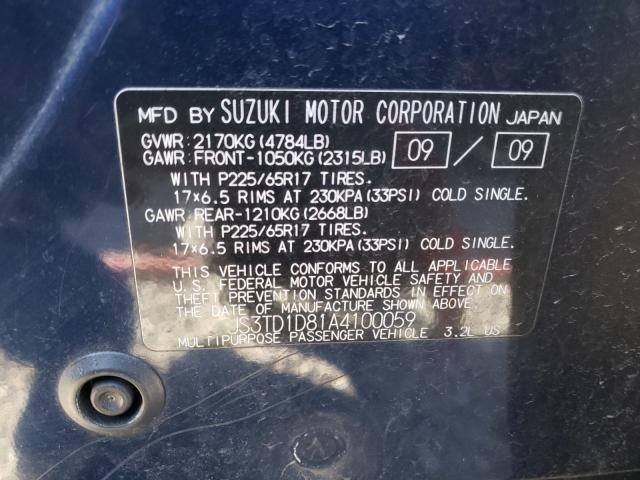 MFD BY SUZUKI MOTOR CORPORATION JAPAN
GVWR: 2170KG (4784LB)
GAWR: FRONT-1050KG (2315LB) 09 / 09
WITH P225/65R17 TIRES.
17×6.5 RIMS AT 230KPA (33PSI) COLD SINGLE.
GAWR: REAR-1210KG (2668LB)
WITH P225/65R17 TIRES.
17×6.5 RIMS AT 230KPA (33PSI) COLD SINGLE.
THIS VEHICLE CONFORMS TO ALL APPLICABLE
U.S. FEDERAL MOTOR VEHICLE SAFETY AND
THEFT PREVENTION STANDARDS IN EFFECT ON
THE DATE OF MANUFACTURE SHOWN ABOVE.
JS3TD1D81A4100059
MULTIPURPOSE PASSENGER VEHICLE 3.2L US